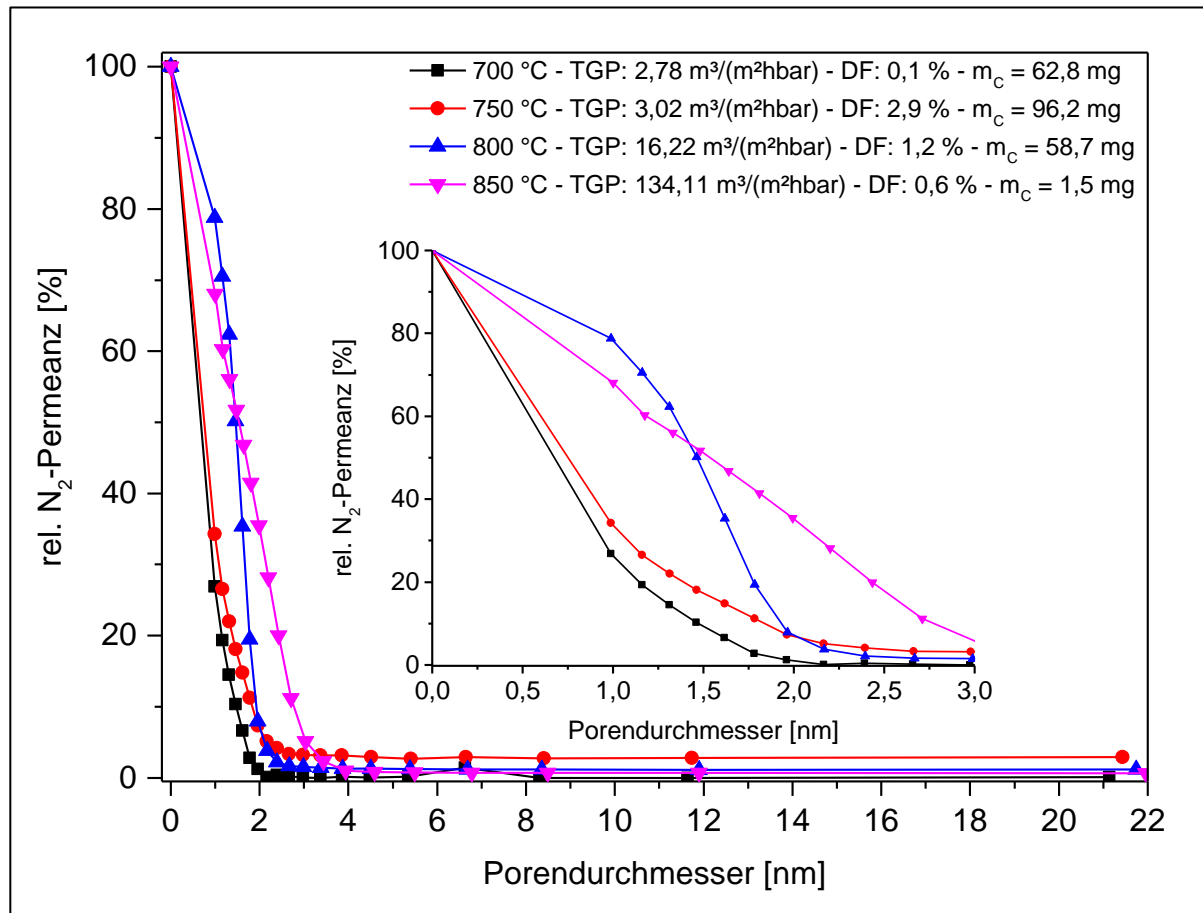 700 °C - TGP: 2,78 m³/(m²hbar) - DF: 0,1 % - m_C = 62,8 mg
750 °C - TGP: 3,02 m³/(m²hbar) - DF: 2,9 % - m_C = 96,2 mg
800 °C - TGP: 16,22 m³/(m²hbar) - DF: 1,2 % - m_C = 58,7 mg
850 °C - TGP: 134,11 m³/(m²hbar) - DF: 0,6 % - m_C = 1,5 mg
rel. N₂-Permeanz [%]
100
80
60
40
20
0
0 2 4 6 8 10 12 14 16 18 20 22
Porendurchmesser [nm]
rel. N₂-Permeanz [%]
100
80
60
40
20
0
0,0 0,5 1,0 1,5 2,0 2,5 3,0
Porendurchmesser [nm]